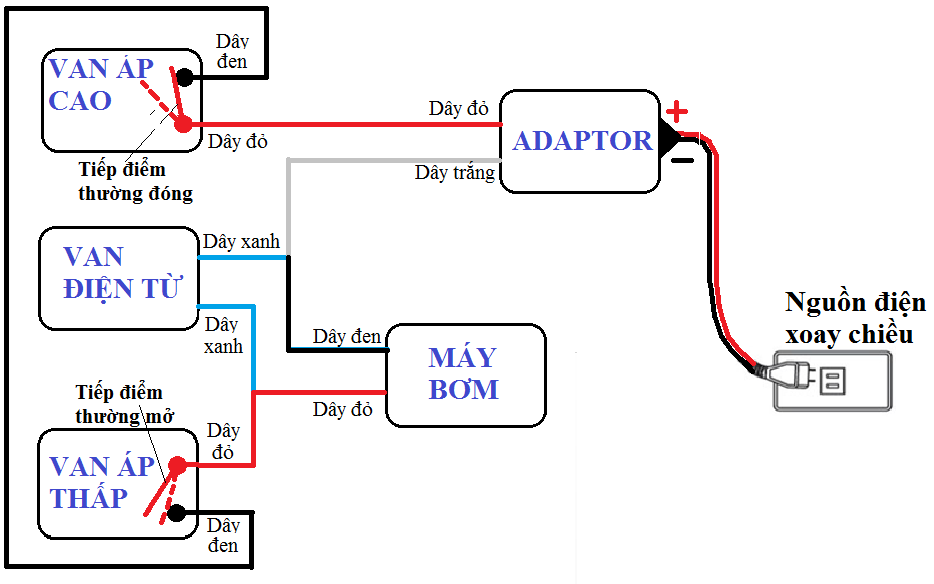 Dây
đen
VAN ÁP
CAO
Dây đỏ
Dây đỏ
Tiếp điểm
thường đóng
ADAPTOR
+
−
Dây trắng
Dây xanh
VAN
ĐIỆN TỪ
Dây
xanh
Nguồn điện
xoay chiều
Dây đen
MÁY
BƠM
Dây đỏ
Tiếp điểm
thường mở
Dây
đỏ
VAN ÁP
THẤP
Dây
đen